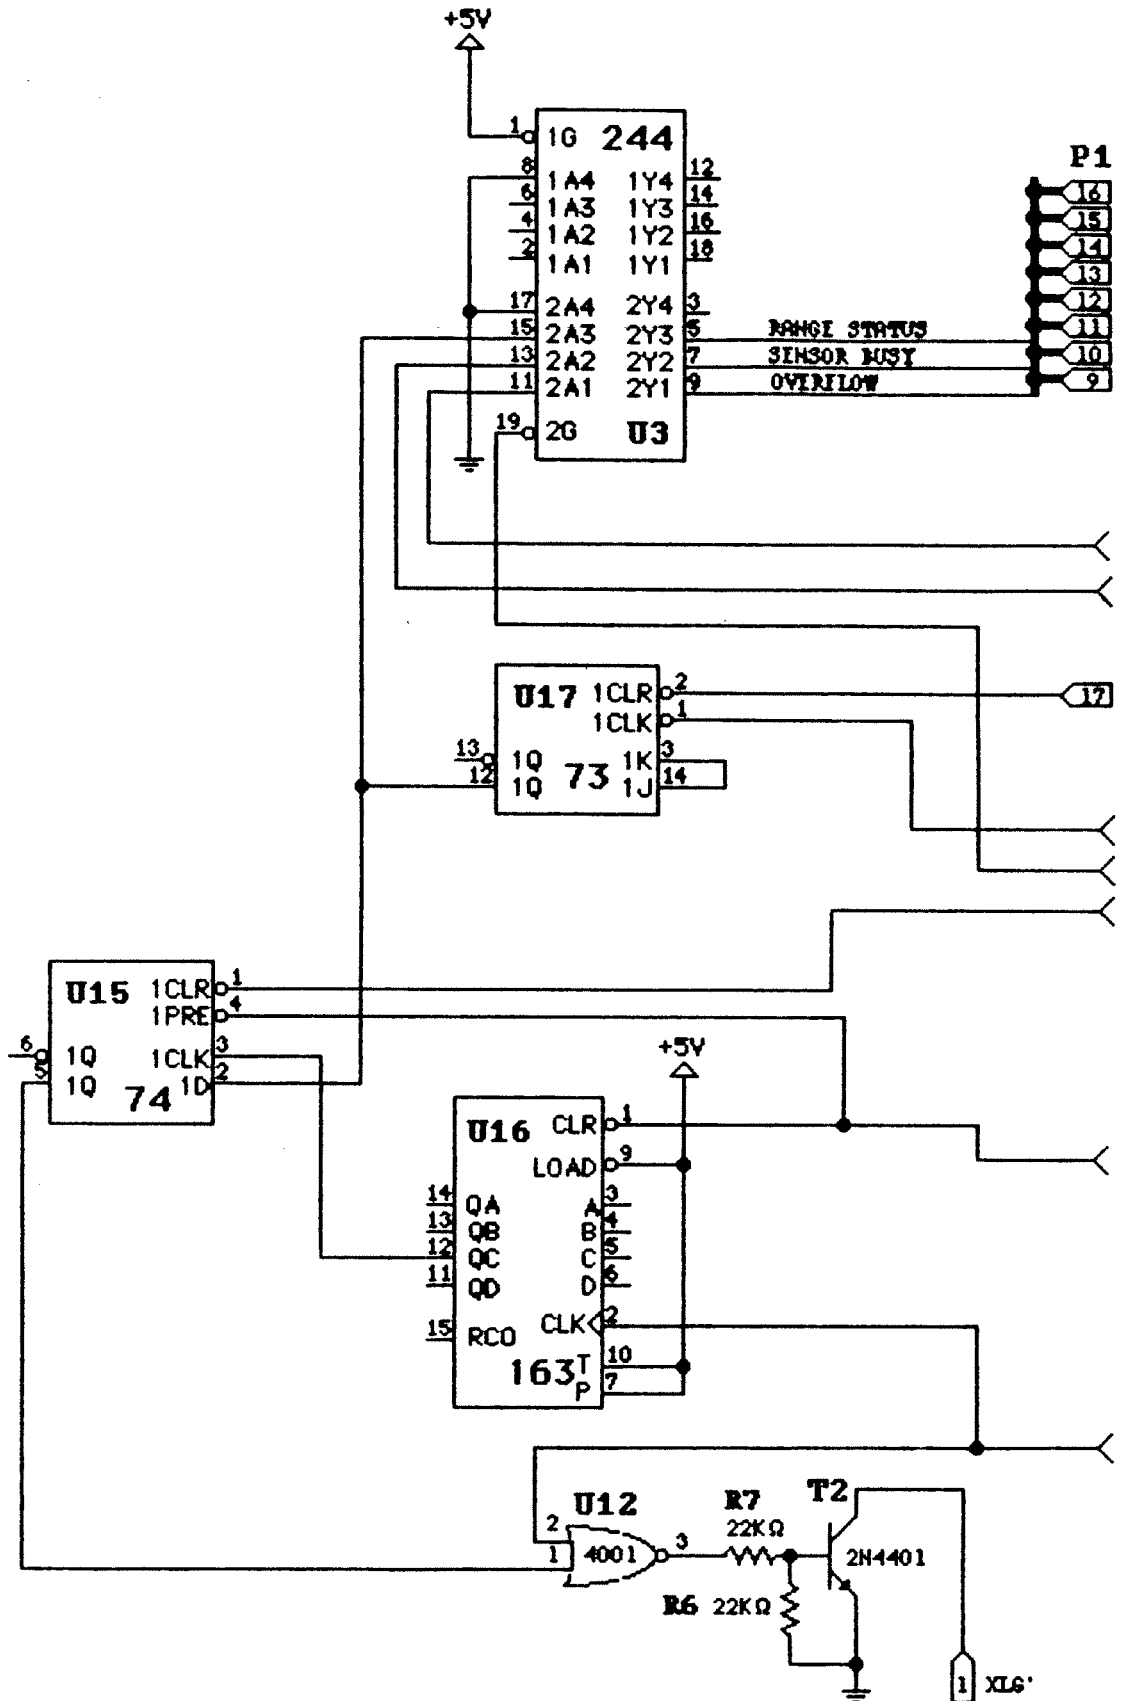 +5V
1 1G 244
8 1A4 1Y4 12
6 1A3 1Y3 14
4 1A2 1Y2 16
2 1A1 1Y1 18
17 2A4 2Y4 3
15 2A3 2Y3 5 RANGE STATUS
13 2A2 2Y2 7 SENSOR BUSY
11 2A1 2Y1 9 OVERFLOW
19 2G U3
P1
16
15
14
13
12
11
10
9
U17 1CLR 2
17
1CLK 1
13 1Q 1K 3
12 1Q 73 1J 14
U15 1CLR 1
1PRE 4
6 1Q 1CLK 3
5 1Q 74 1D 2
+5V
U16 CLR 1
LOAD 9
14 QA A 3
13 QB B 4
12 QC C 5
11 QD D 6
CLK 2
15 RCO
163 T 10
P 7
U12
2
1 4001 3
R7
22KΩ
T2
2N4401
R6 22KΩ
1 XLG'